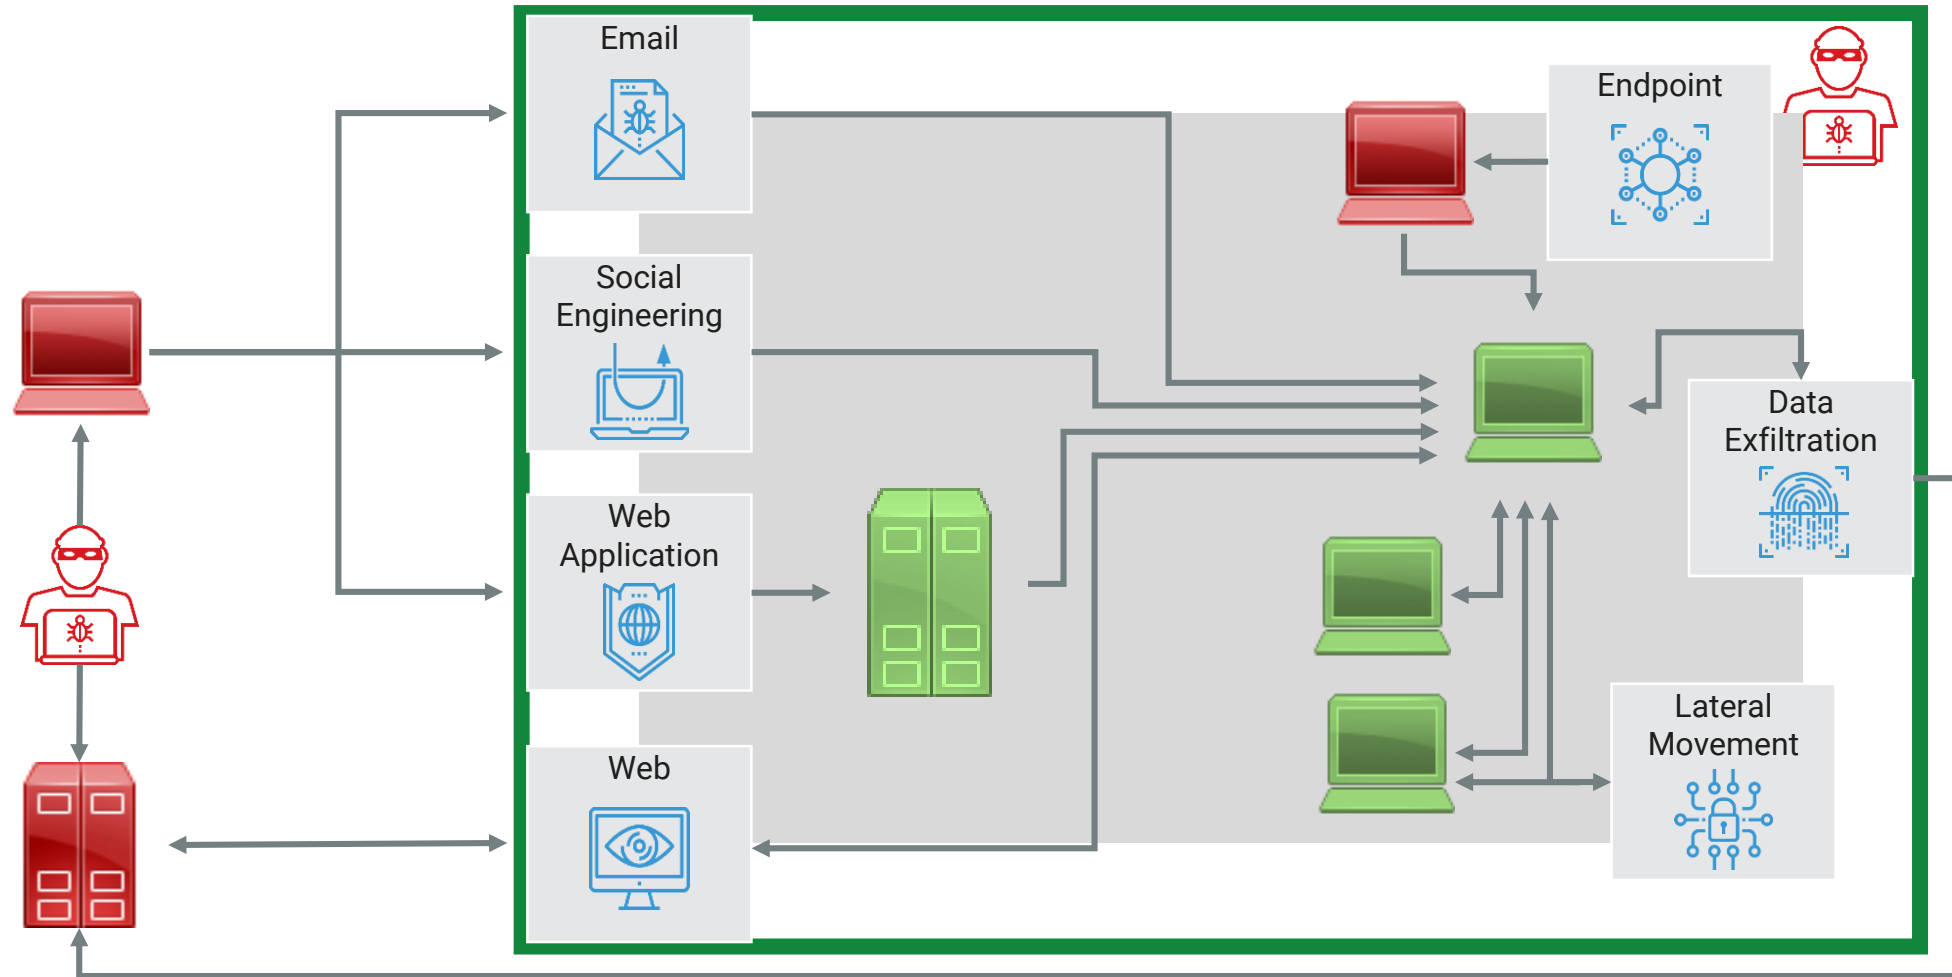 Email
Social
Engineering
Web
Application
Web
Endpoint
Data
Exfiltration
Lateral
Movement